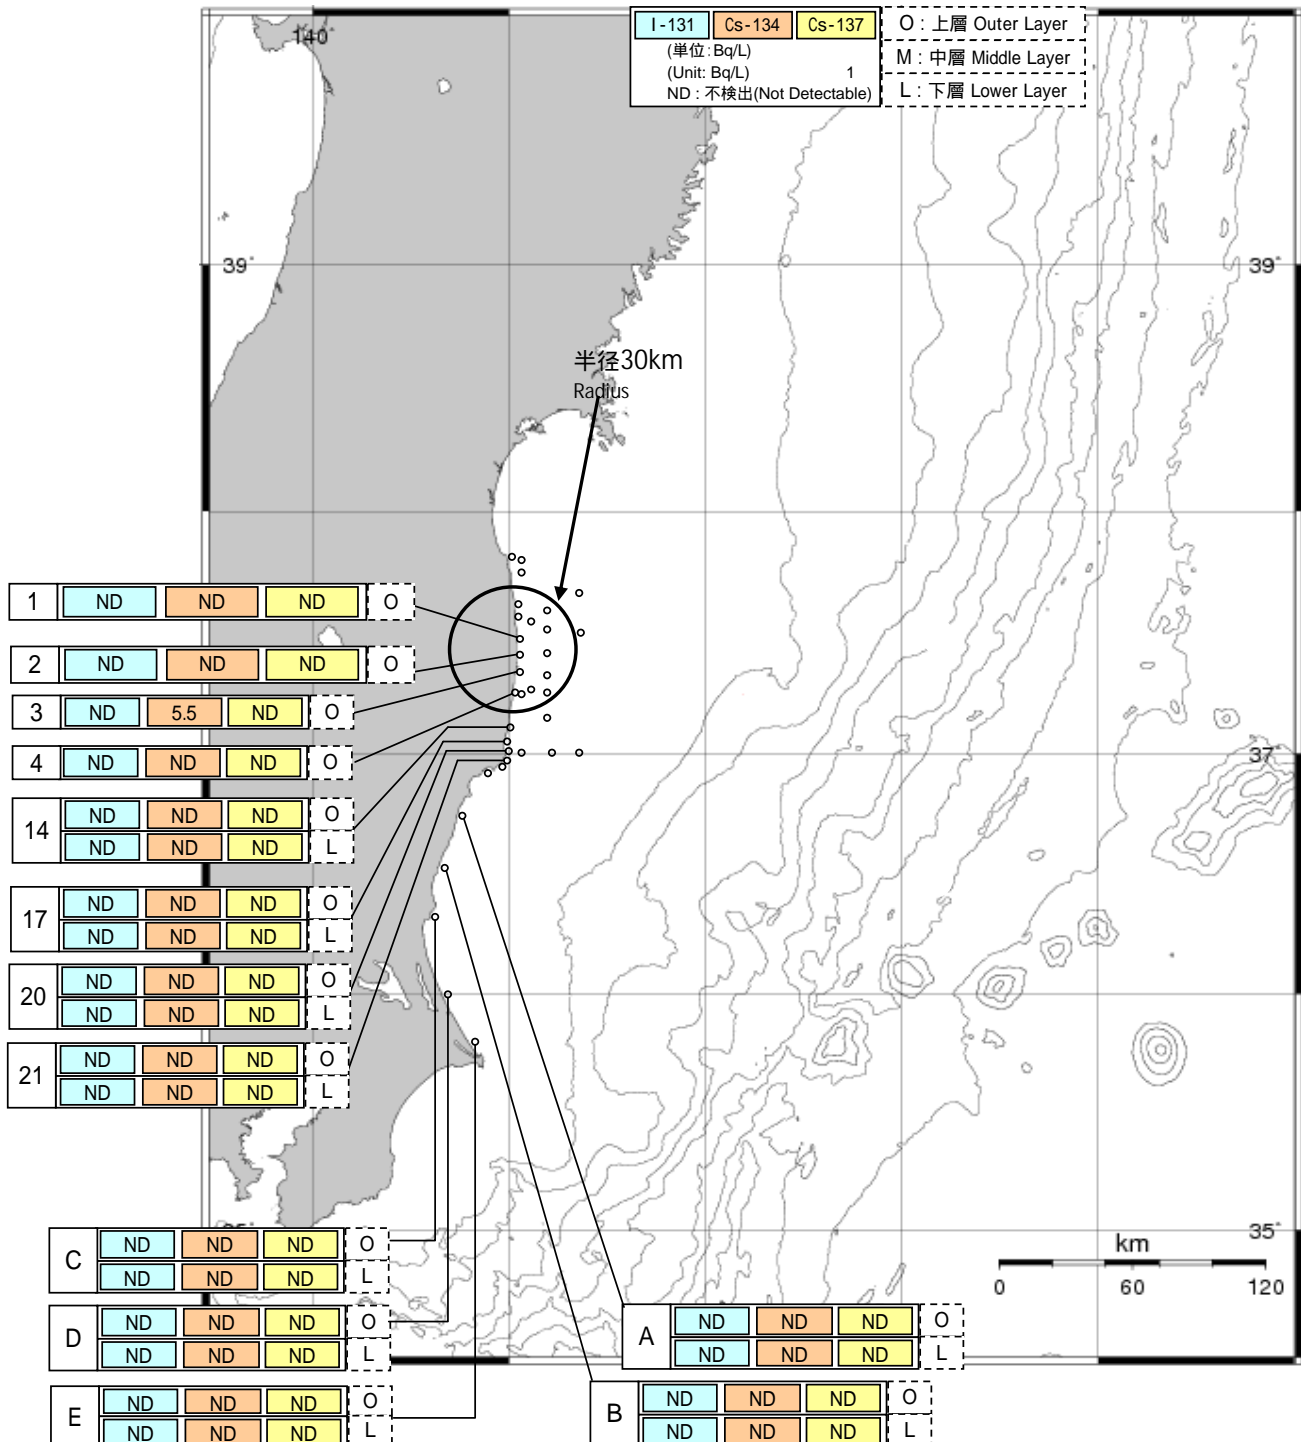 140°
I-131 Cs-134 Cs-137
(単位: Bq/L)
(Unit: Bq/L) 1
ND : 不検出(Not Detectable)
O : 上層 Outer Layer
M : 中層 Middle Layer
L : 下層 Lower Layer
39° 39°
半径30km
Radius
1 ND ND ND O
2 ND ND ND O
3 ND 5.5 ND O
37°
4 ND ND ND O
14 ND ND ND O
ND ND ND L
17 ND ND ND O
ND ND ND L
20 ND ND ND O
ND ND ND L
21 ND ND ND O
ND ND ND L
35°
C ND ND ND O
ND ND ND L
km
0 60 120
D ND ND ND O
ND ND ND L
A ND ND ND O
ND ND ND L
E ND ND ND O
ND ND ND L
B ND ND ND O
ND ND ND L